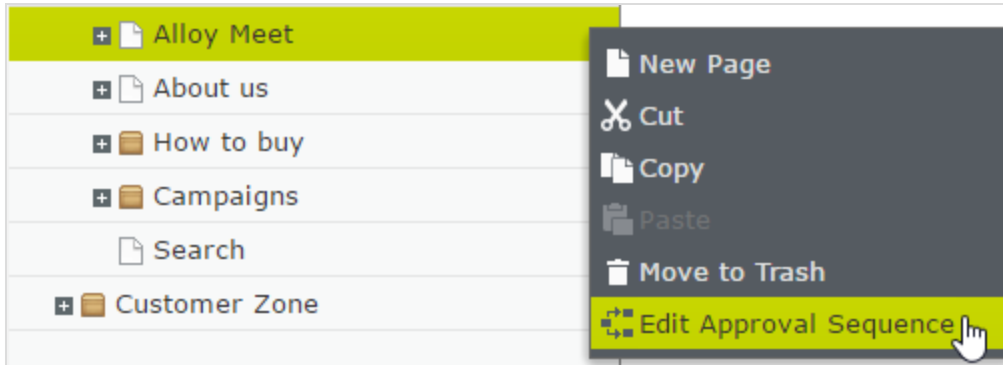 Alloy Meet
About us
How to buy
Campaigns
Search
Customer Zone
New Page
Cut
Copy
Paste
Move to Trash
Edit Approval Sequence